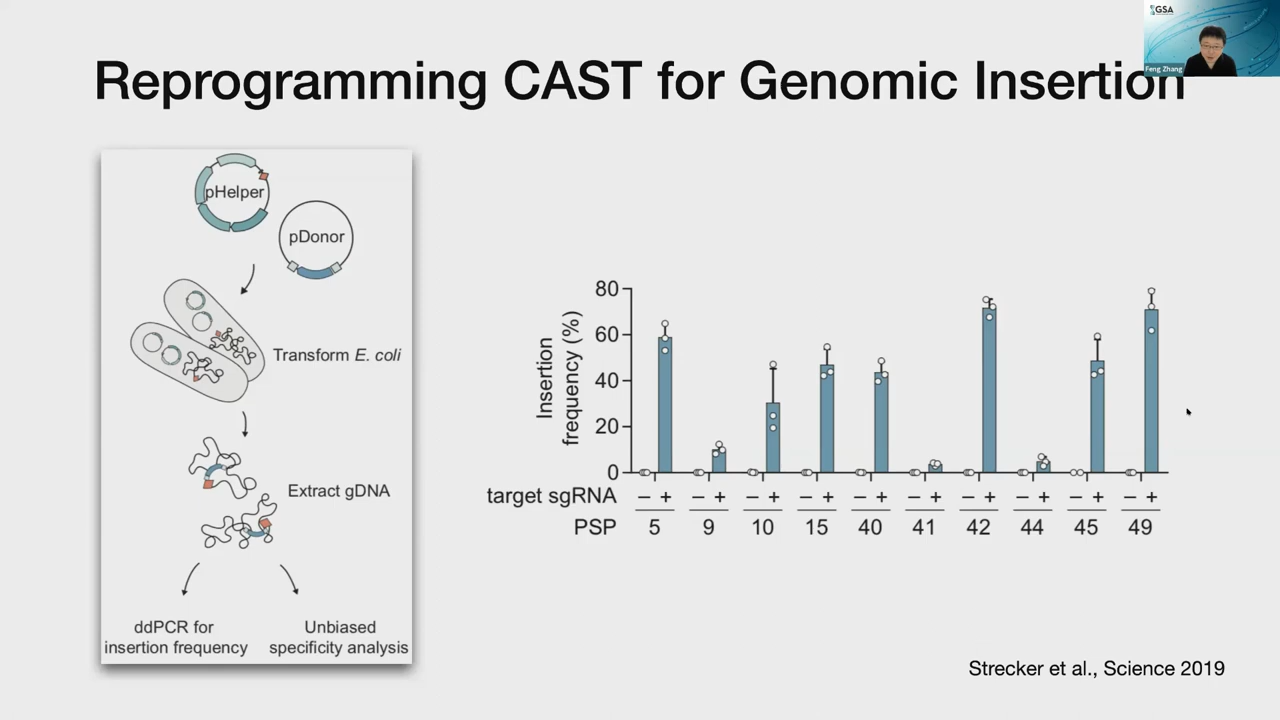 GSA
Feng Zhang
Reprogramming CAST for Genomic Insertion
pHelper
pDonor
Transform E. coli
Extract gDNA
ddPCR for
insertion frequency
Unbiased
specificity analysis
Insertion
frequency (%)
80
60
40
20
0
target sgRNA – + – + – + – + – + – + – + – + – + – +
PSP 5 9 10 15 40 41 42 44 45 49
Strecker et al., Science 2019